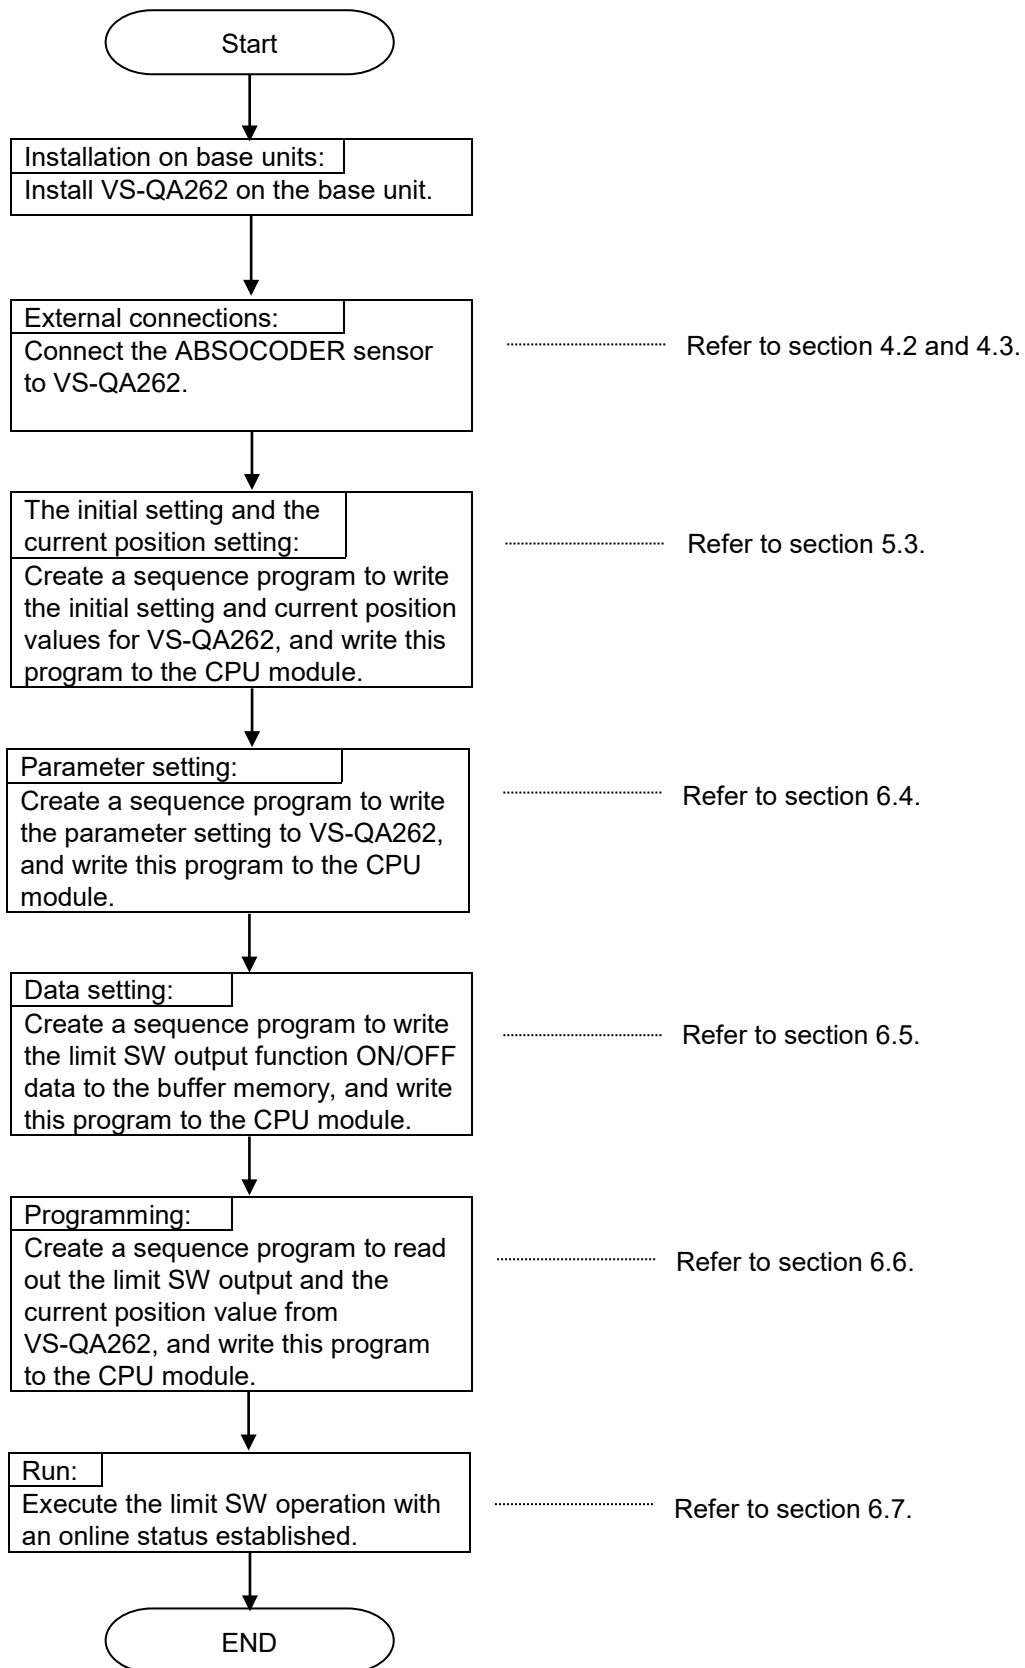 Start
Installation on base units:
Install VS-QA262 on the base unit.
External connections:
Connect the ABSOCODER sensor
to VS-QA262.
Refer to section 4.2 and 4.3.
The initial setting and the
current position setting:
Create a sequence program to write
the initial setting and current position
values for VS-QA262, and write this
program to the CPU module.
Refer to section 5.3.
Parameter setting:
Create a sequence program to write
the parameter setting to VS-QA262,
and write this program to the CPU
module.
Refer to section 6.4.
Data setting:
Create a sequence program to write
the limit SW output function ON/OFF
data to the buffer memory, and write
this program to the CPU module.
Refer to section 6.5.
Programming:
Create a sequence program to read
out the limit SW output and the
current position value from
VS-QA262, and write this program
to the CPU module.
Refer to section 6.6.
Run:
Execute the limit SW operation with
an online status established.
Refer to section 6.7.
END